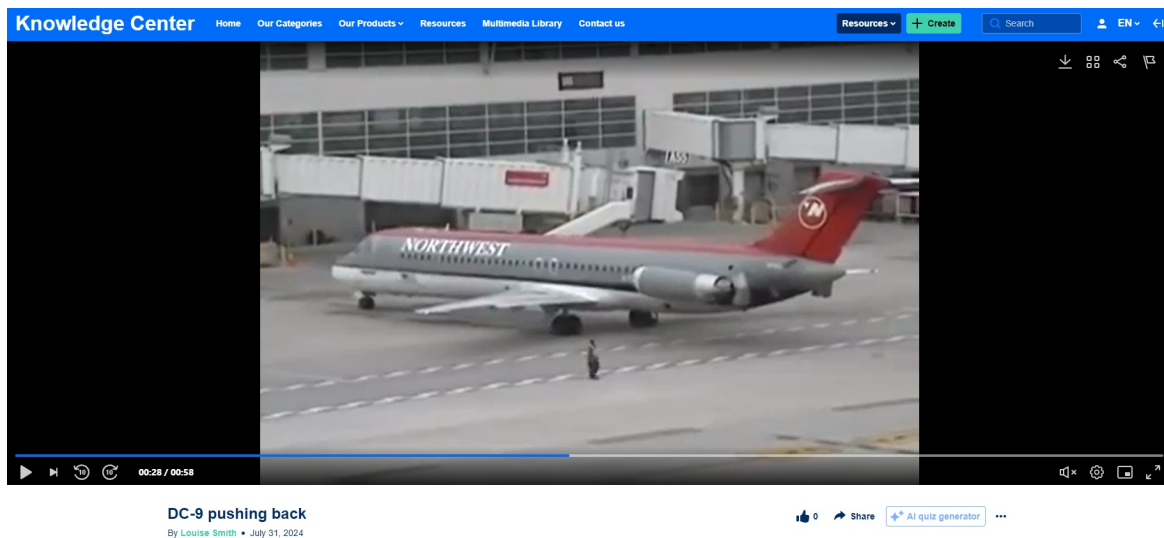 Knowledge Center Home Our Categories Our Products Resources Multimedia Library Contact us Resources + Create Search EN
NORTHWEST
N
00:28 / 00:58
DC-9 pushing back
0 Share AI quiz generator
By Louise Smith • July 31, 2024